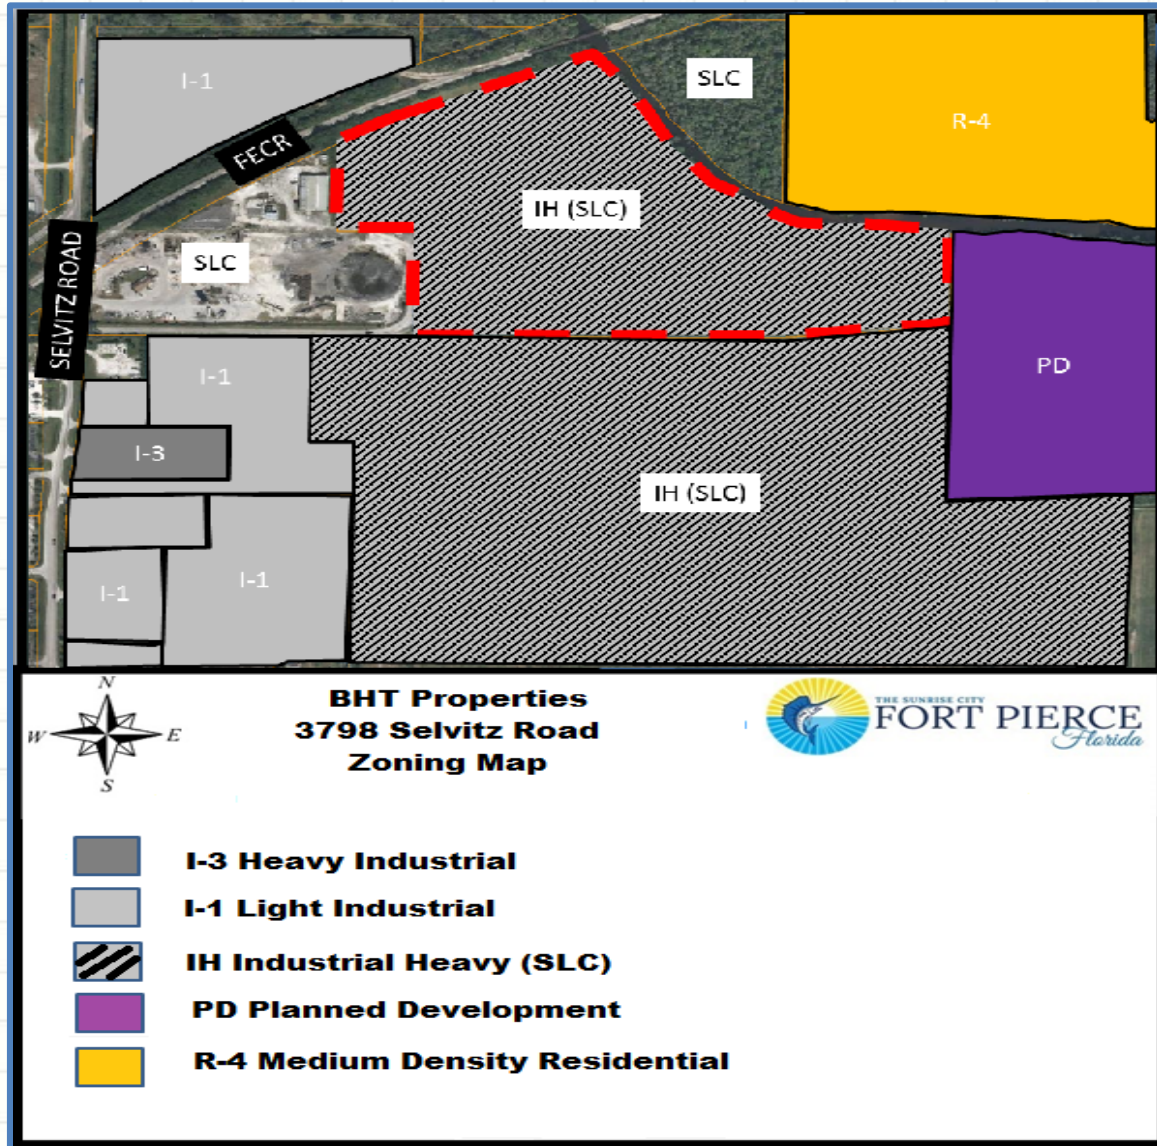 I-1
SLC
R-4
FECR
IH (SLC)
SLC
SELVITZ ROAD
PD
I-1
I-3
IH (SLC)
I-1
I-1
N
W
E
S
BHT Properties
3798 Selvitz Road
Zoning Map
THE SUNRISE CITY
FORT PIERCE
Florida
I-3 Heavy Industrial
I-1 Light Industrial
IH Industrial Heavy (SLC)
PD Planned Development
R-4 Medium Density Residential